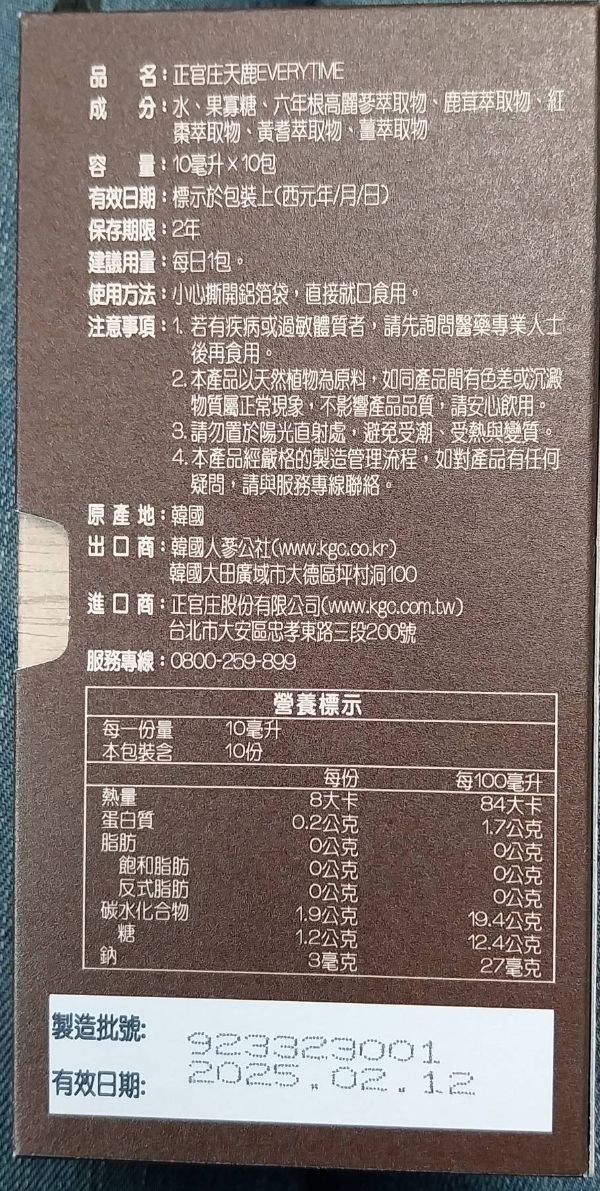 品名:正官庄天鹿EVERYTIME
成分:水、果寡糖、六年根高麗蔘萃取物、鹿茸萃取物、紅
棗萃取物、黃耆萃取物、薑萃取物
容量:10毫升×10包
有效日期:標示於包裝上(西元年/月/日)
保存期限:2年
建議用量:每日1包。
使用方法:小心撕開鋁箔袋,直接就口食用。
注意事項:1. 若有疾病或過敏體質者,請先詢問醫藥專業人士
後再食用。
2. 本產品以天然植物為原料,如同產品間有色差或沉澱
物質屬正常現象,不影響產品品質,請安心飲用。
3. 請勿置於陽光直射處,避免受潮、受熱與變質。
4. 本產品經嚴格的製造管理流程,如對產品有任何
疑問,請與服務專線聯絡。
原產地:韓國
出口商:韓國人蔘公社(www.kgc.co.kr)
韓國大田廣域市大德區坪村洞100
進口商:正官庄股份有限公司(www.kgc.com.tw)
台北市大安區忠孝東路三段200號
服務專線:0800-259-899
營養標示
每一份量 10毫升
本包裝含 10份
每份 每100毫升
熱量 8大卡 84大卡
蛋白質 0.2公克 1.7公克
脂肪 0公克 0公克
飽和脂肪 0公克 0公克
反式脂肪 0公克 0公克
碳水化合物 1.9公克 19.4公克
糖 1.2公克 12.4公克
鈉 3毫克 27毫克
製造批號: 923323001
有效日期: 2025.02.12